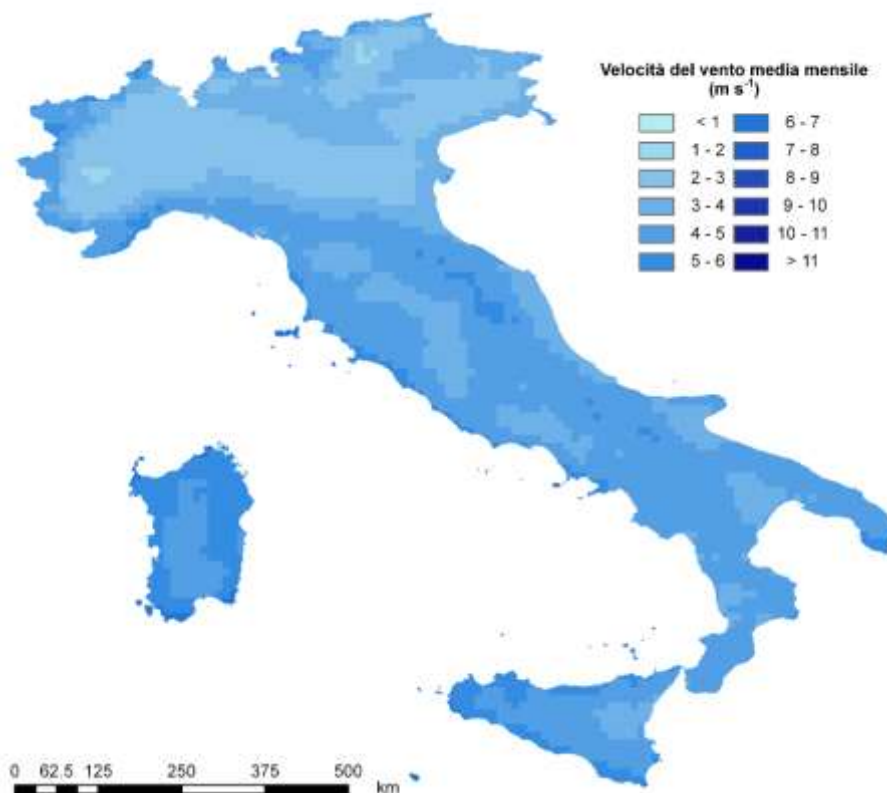 Velocità del vento media mensile
(m s-1)
< 1 6 - 7
1 - 2 7 - 8
2 - 3 8 - 9
3 - 4 9 - 10
4 - 5 10 - 11
5 - 6 > 11
0 62.5 125 250 375 500
km